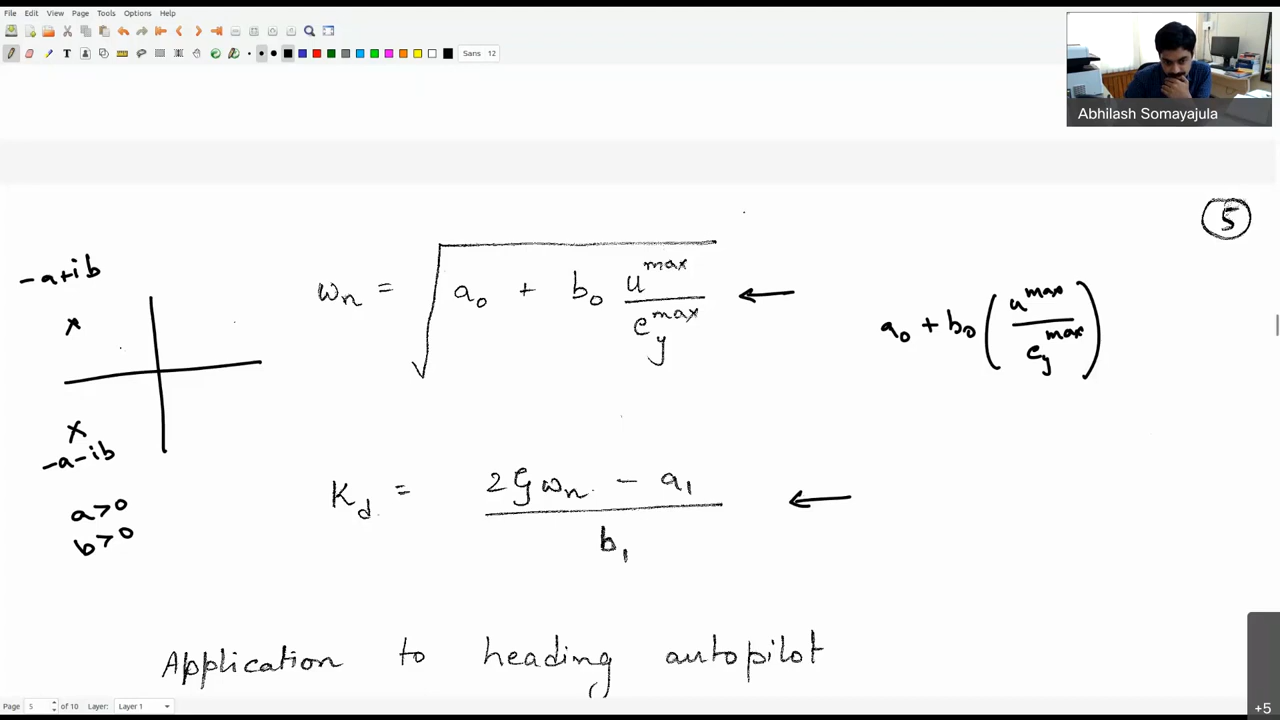 File Edit View Page Tools Options Help
Sans 12
Abhilash Somayajula
5
-a+ib
ωn = √(a₀ + b₀ u^max / e_y^max) ←
a₀ + b₀ (u^max / e_y^max)
-a-ib
a>0
b>0
K_d = (2ζωn - a₁) / b₁ ←
Application to heading autopilot
Page 5 of 10 Layer: Layer 1
+5